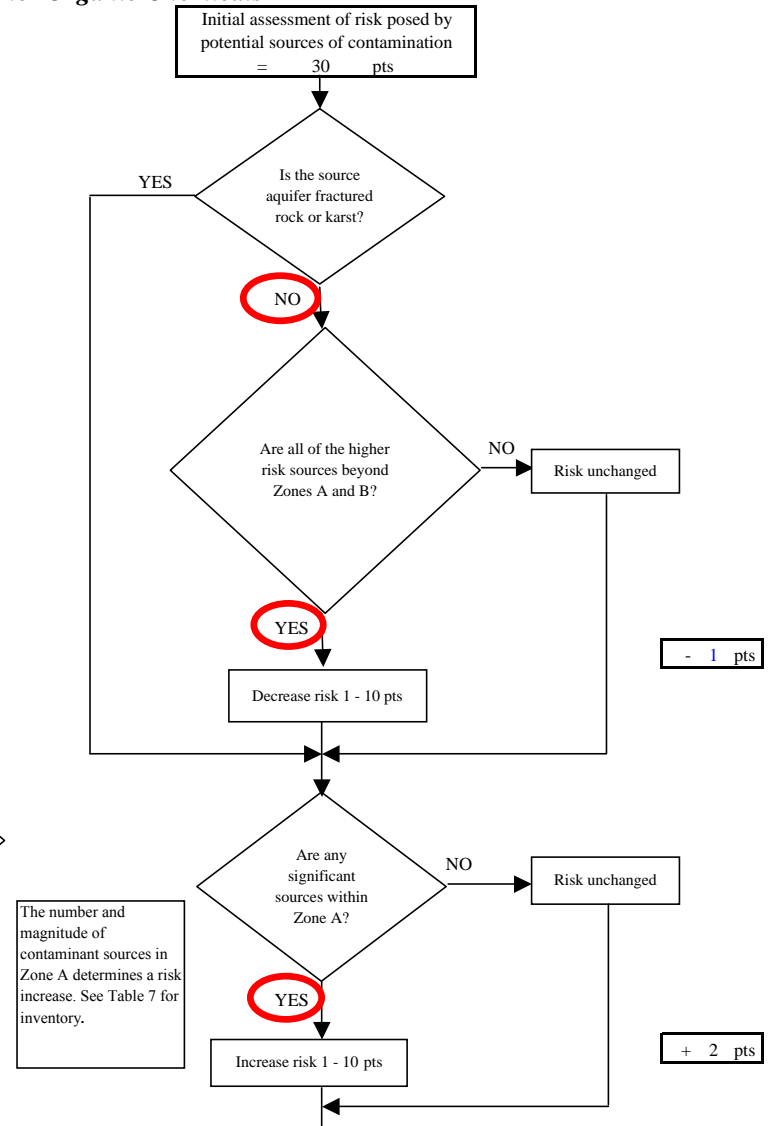 Initial assessment of risk posed by
potential sources of contamination
= 30 pts
Is the source
aquifer fractured
rock or karst?
YES
NO
Are all of the higher
risk sources beyond
Zones A and B?
NO
Risk unchanged
YES
- 1 pts
Decrease risk 1 - 10 pts
Are any
significant
sources within
Zone A?
NO
Risk unchanged
The number and
magnitude of
contaminant sources in
Zone A determines a risk
increase. See Table 7 for
inventory.
YES
Increase risk 1 - 10 pts
+ 2 pts